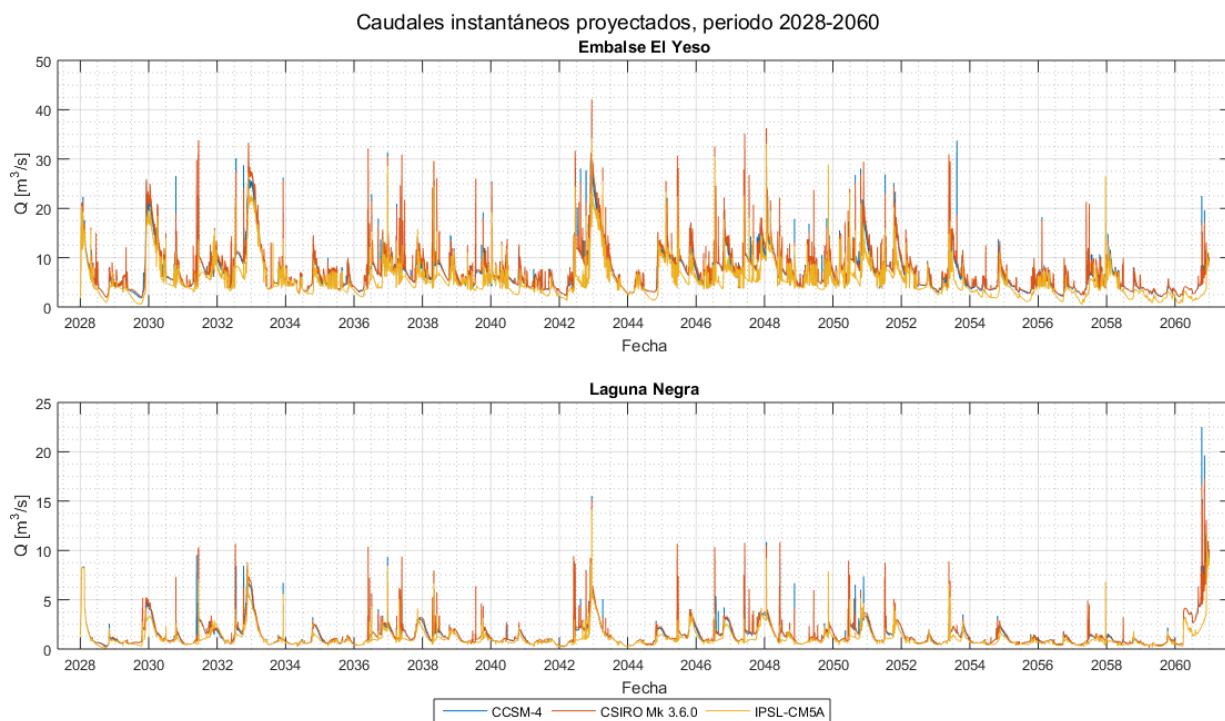 Caudales instantáneos proyectados, periodo 2028-2060
Embalse El Yeso
50
40
30
20
10
0
Q [m³/s]
2028 2030 2032 2034 2036 2038 2040 2042 2044 2046 2048 2050 2052 2054 2056 2058 2060
Fecha
Laguna Negra
25
20
15
10
5
0
Q [m³/s]
2028 2030 2032 2034 2036 2038 2040 2042 2044 2046 2048 2050 2052 2054 2056 2058 2060
Fecha
CCSM-4 CSIRO Mk 3.6.0 IPSL-CM5A